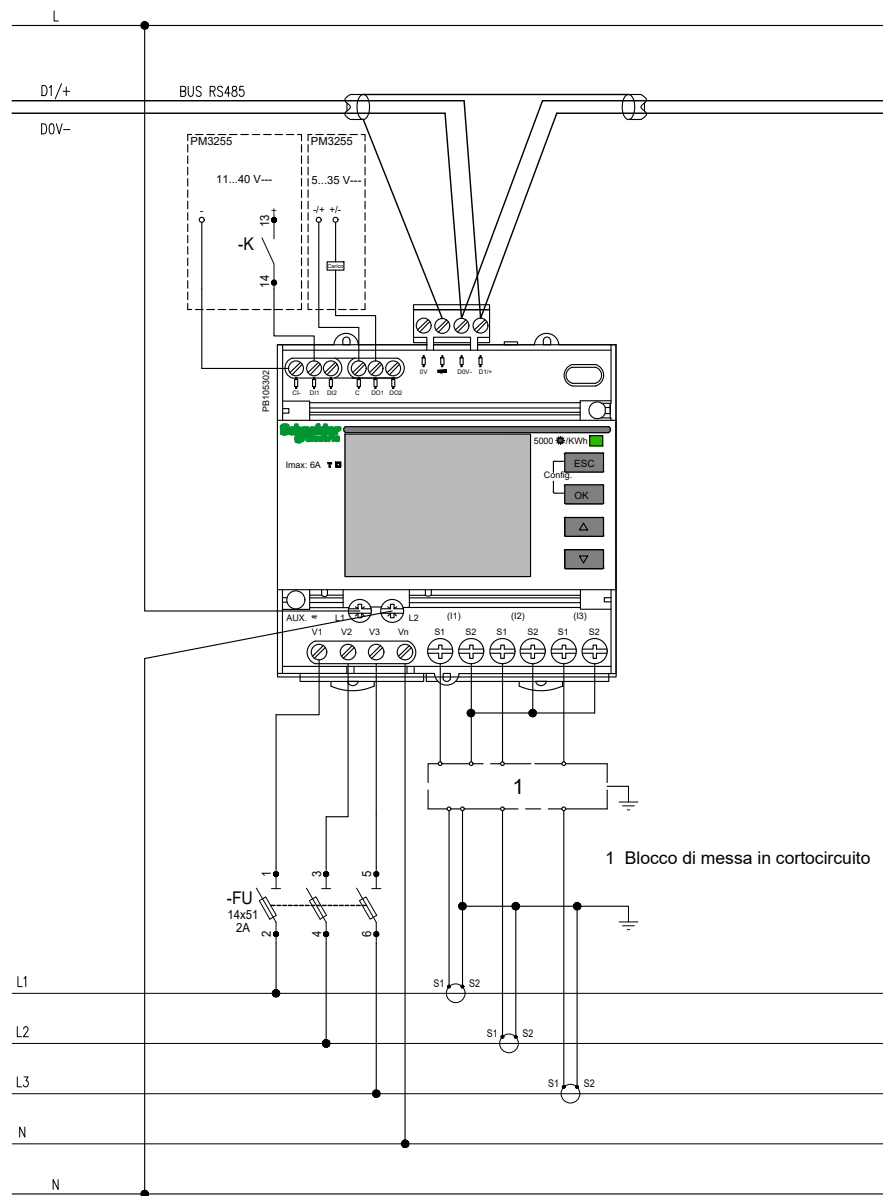 L
D1/+ BUS RS485
D0V-
PM3255 PM3255
11...40 V--- 5...35 V---
- + -/+ +/-
13
-K
14
Carico
0V D0V- D1/+
CI- DI1 DI2 C DO1 DO2
PB105302
Schneider
Electric
5000 /KWh
Imax: 6A
ESC
Config.
OK
AUX. L1 L2 (I1) (I2) (I3)
V1 V2 V3 Vn S1 S2 S1 S2 S1 S2
1
1 Blocco di messa in cortocircuito
1 3 5
-FU
14x51
2A
2 4 6
L1 S1 S2
L2 S1 S2
L3 S1 S2
N
N